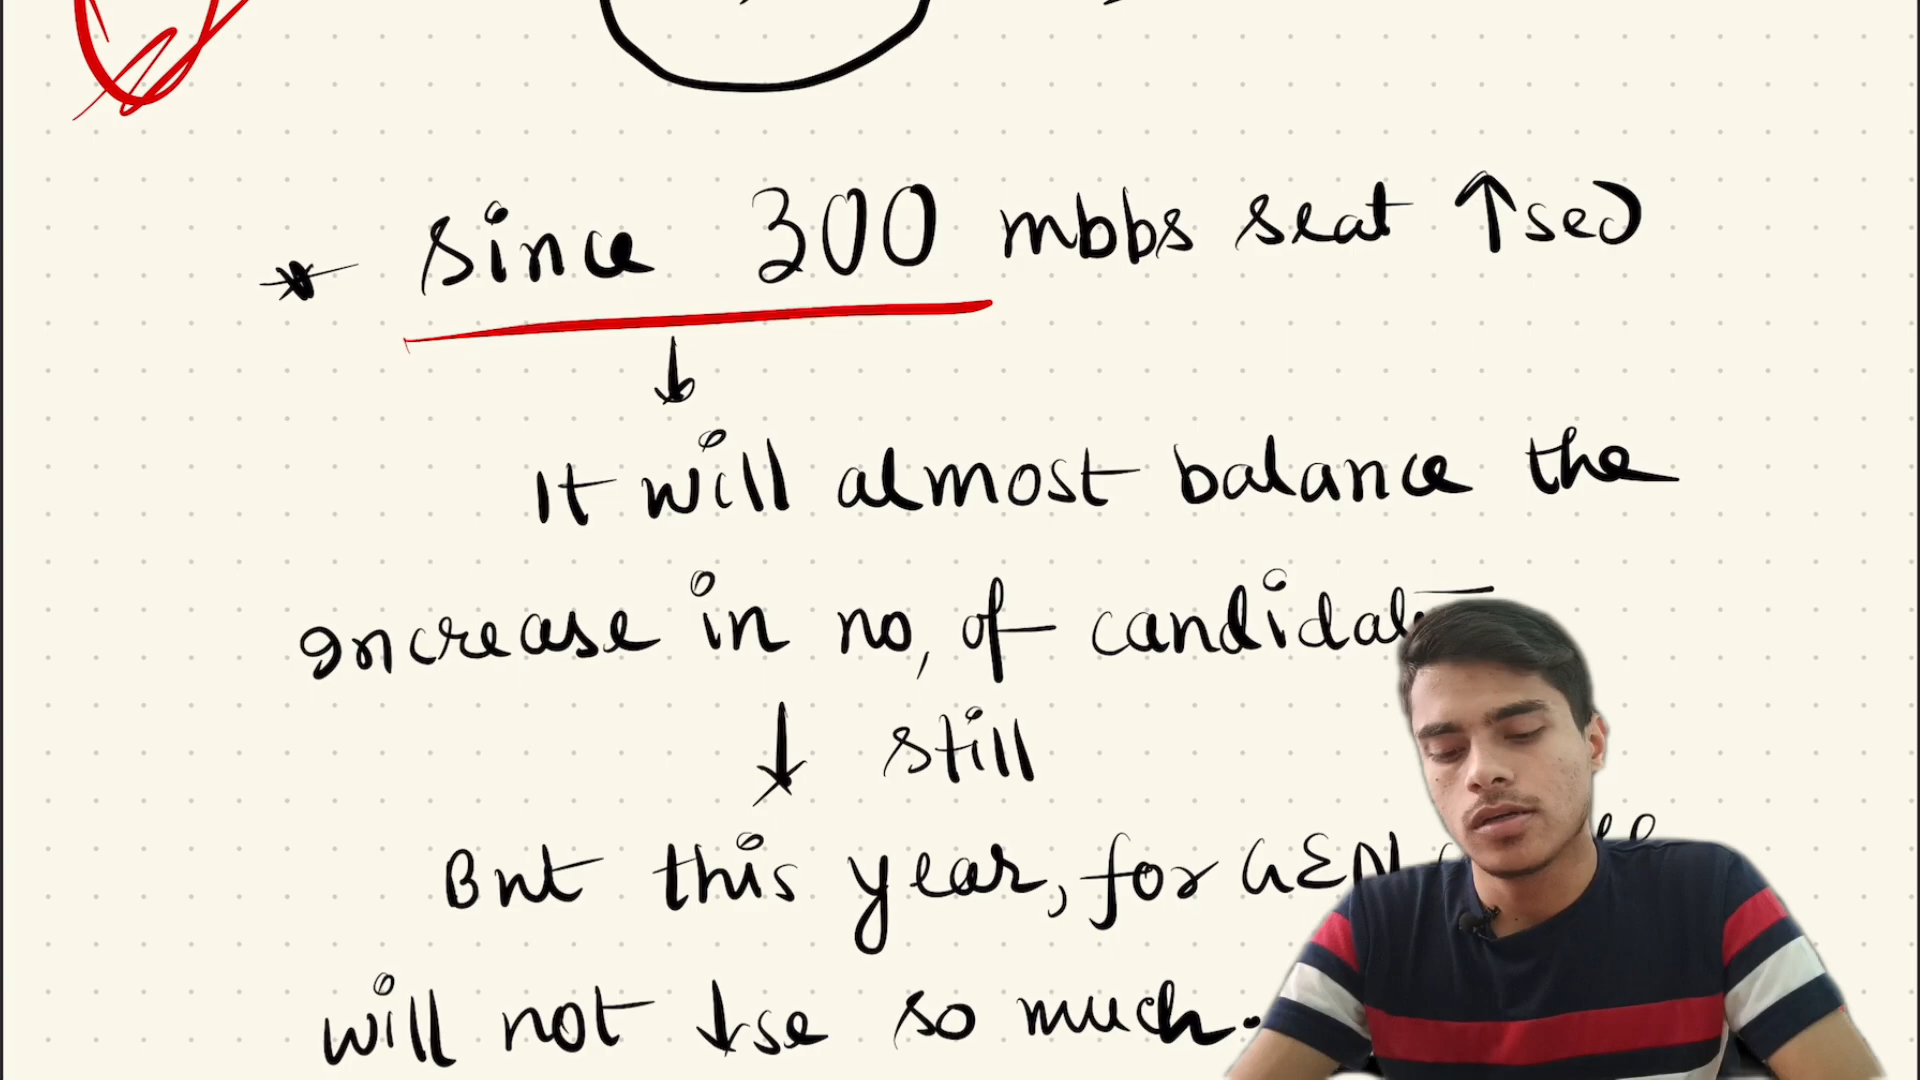 * Since 300 mbbs seat ↑sed
↓
It will almost balance the
increase in no. of
↓ still
But this year, for GEN
will not ↓se so much.